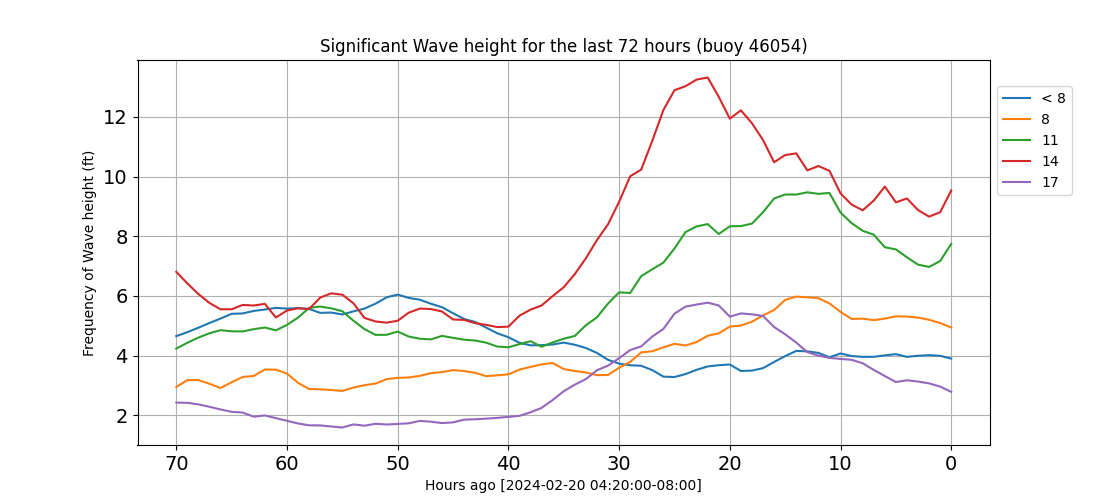 Significant Wave height for the last 72 hours (buoy 46054)
Frequency of Wave height (ft)
12
10
8
6
4
2
70 60 50 40 30 20 10 0
Hours ago [2024-02-20 04:20:00-08:00]
< 8
8
11
14
17